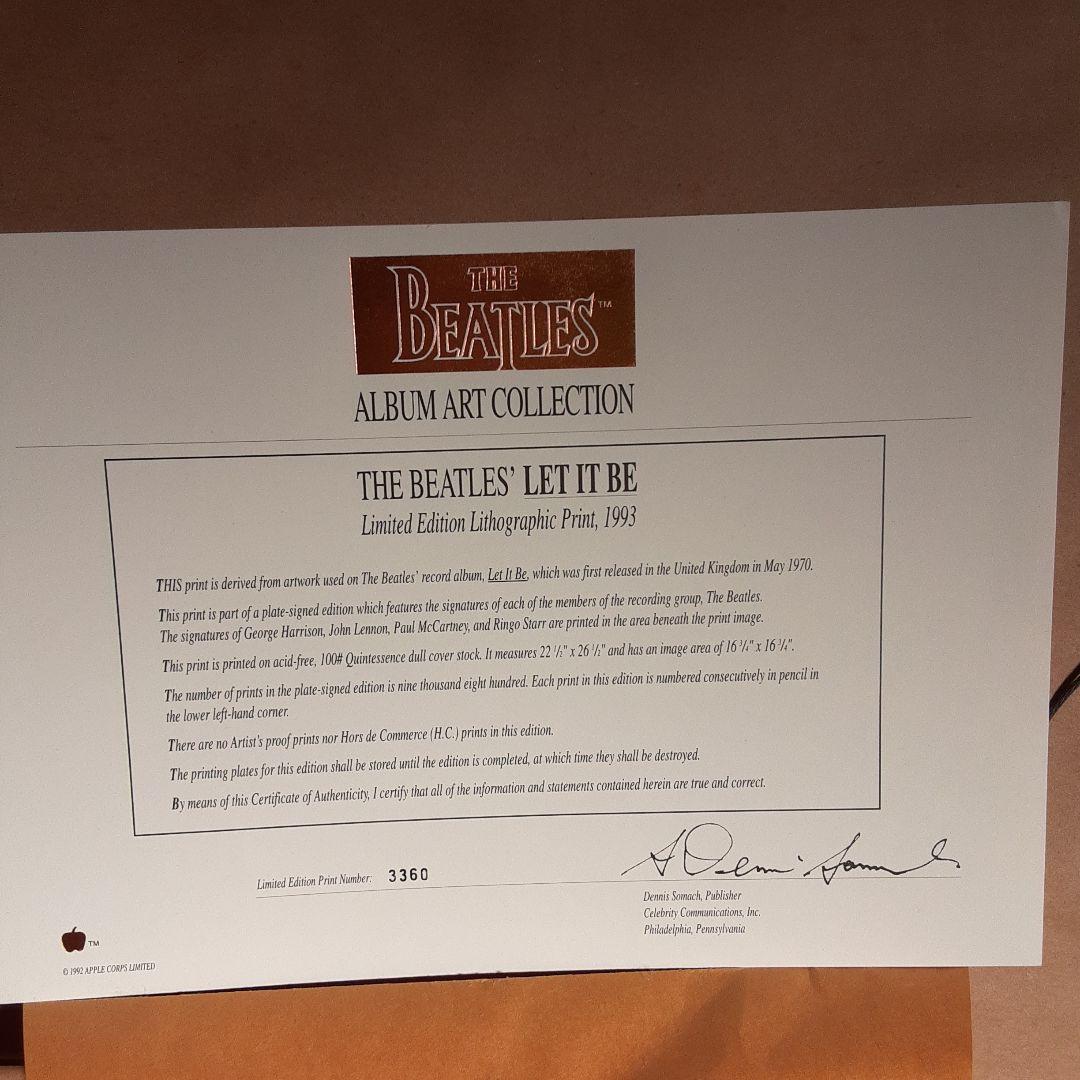 THE
BEATLES™
ALBUM ART COLLECTION
THE BEATLES' LET IT BE
Limited Edition Lithographic Print, 1993
THIS print is derived from artwork used on The Beatles' record album, Let It Be, which was first released in the United Kingdom in May 1970.
This print is part of a plate-signed edition which features the signatures of each of the members of the recording group, The Beatles.
The signatures of George Harrison, John Lennon, Paul McCartney, and Ringo Starr are printed in the area beneath the print image.
This print is printed on acid-free, 100# Quintessence dull cover stock. It measures 22 1/2" x 26 1/2" and has an image area of 16 3/4" x 16 3/4".
The number of prints in the plate-signed edition is nine thousand eight hundred. Each print in this edition is numbered consecutively in pencil in
the lower left-hand corner.
There are no Artist's proof prints nor Hors de Commerce (H.C.) prints in this edition.
The printing plates for this edition shall be stored until the edition is completed, at which time they shall be destroyed.
By means of this Certificate of Authenticity, I certify that all of the information and statements contained herein are true and correct.
Limited Edition Print Number: 3360
Dennis Somach, Publisher
Celebrity Communications, Inc.
Philadelphia, Pennsylvania
TM
© 1992 APPLE CORPS LIMITED